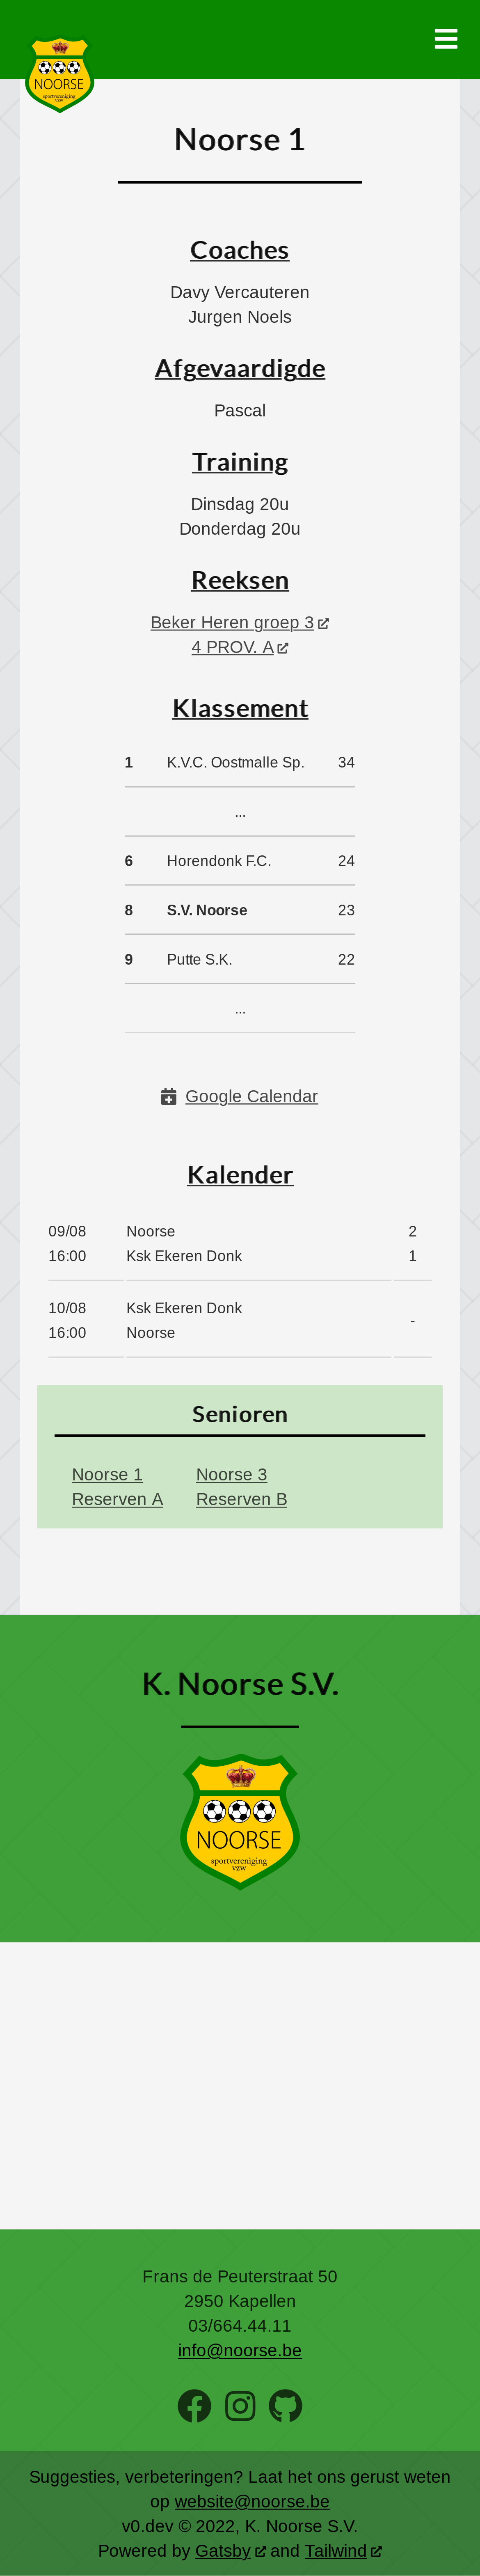 NOORSE
sportvereniging
vzw
Noorse 1
Coaches
Davy Vercauteren
Jurgen Noels
Afgevaardigde
Pascal
Training
Dinsdag 20u
Donderdag 20u
Reeksen
Beker Heren groep 3
4 PROV. A
Klassement
1 K.V.C. Oostmalle Sp. 34
...
6 Horendonk F.C. 24
8 S.V. Noorse 23
9 Putte S.K. 22
...
Google Calendar
Kalender
09/08 Noorse 2
16:00 Ksk Ekeren Donk 1
10/08 Ksk Ekeren Donk
-
16:00 Noorse
Senioren
Noorse 1 Noorse 3
Reserven A Reserven B
K. Noorse S.V.
NOORSE
sportvereniging
vzw
Frans de Peuterstraat 50
2950 Kapellen
03/664.44.11
info@noorse.be
Suggesties, verbeteringen? Laat het ons gerust weten
op website@noorse.be
v0.dev © 2022, K. Noorse S.V.
Powered by Gatsby and Tailwind